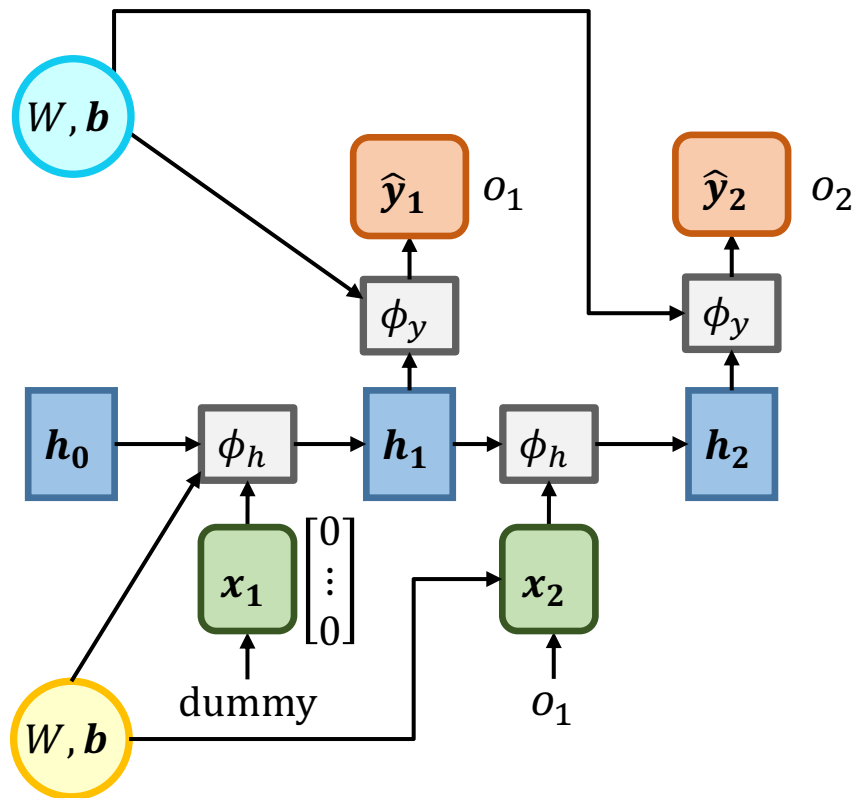 W, b
ŷ₁ o₁
ŷ₂ o₂
ϕ_y
ϕ_y
h₀
ϕ_h
h₁
ϕ_h
h₂
x₁
[0
⋮
0]
x₂
dummy
o₁
W, b